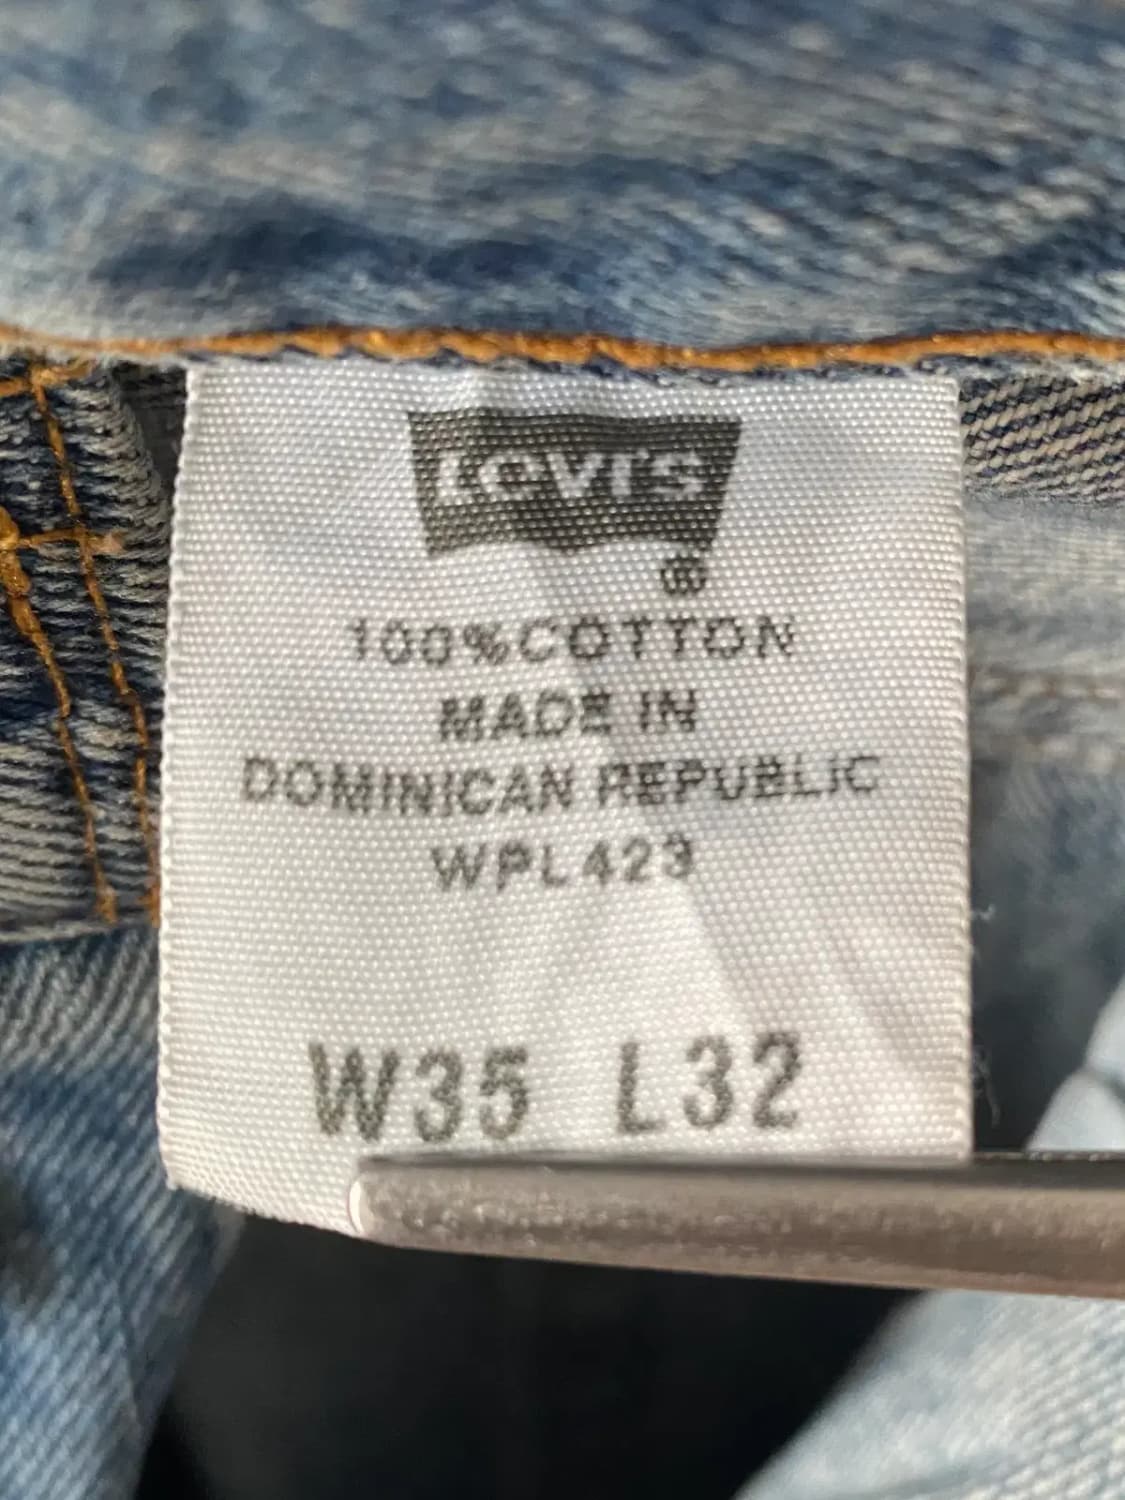 Levi's
®
100%COTTON
MADE IN
DOMINICAN REPUBLIC
WPL423
W35 L32